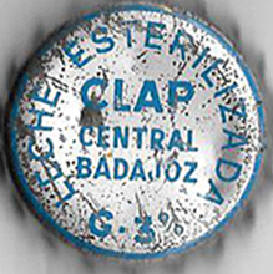 LECHE ESTERILIZADA
CLAP
CENTRAL
BADAJOZ
G-3%